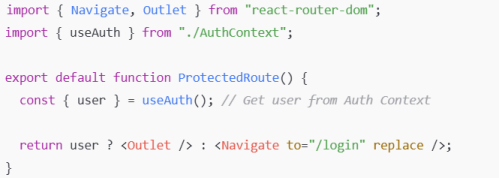 import { Navigate, Outlet } from "react-router-dom";
import { useAuth } from "./AuthContext";
export default function ProtectedRoute() {
const { user } = useAuth(); // Get user from Auth Context
return user ? <Outlet /> : <Navigate to="/login" replace />;
}